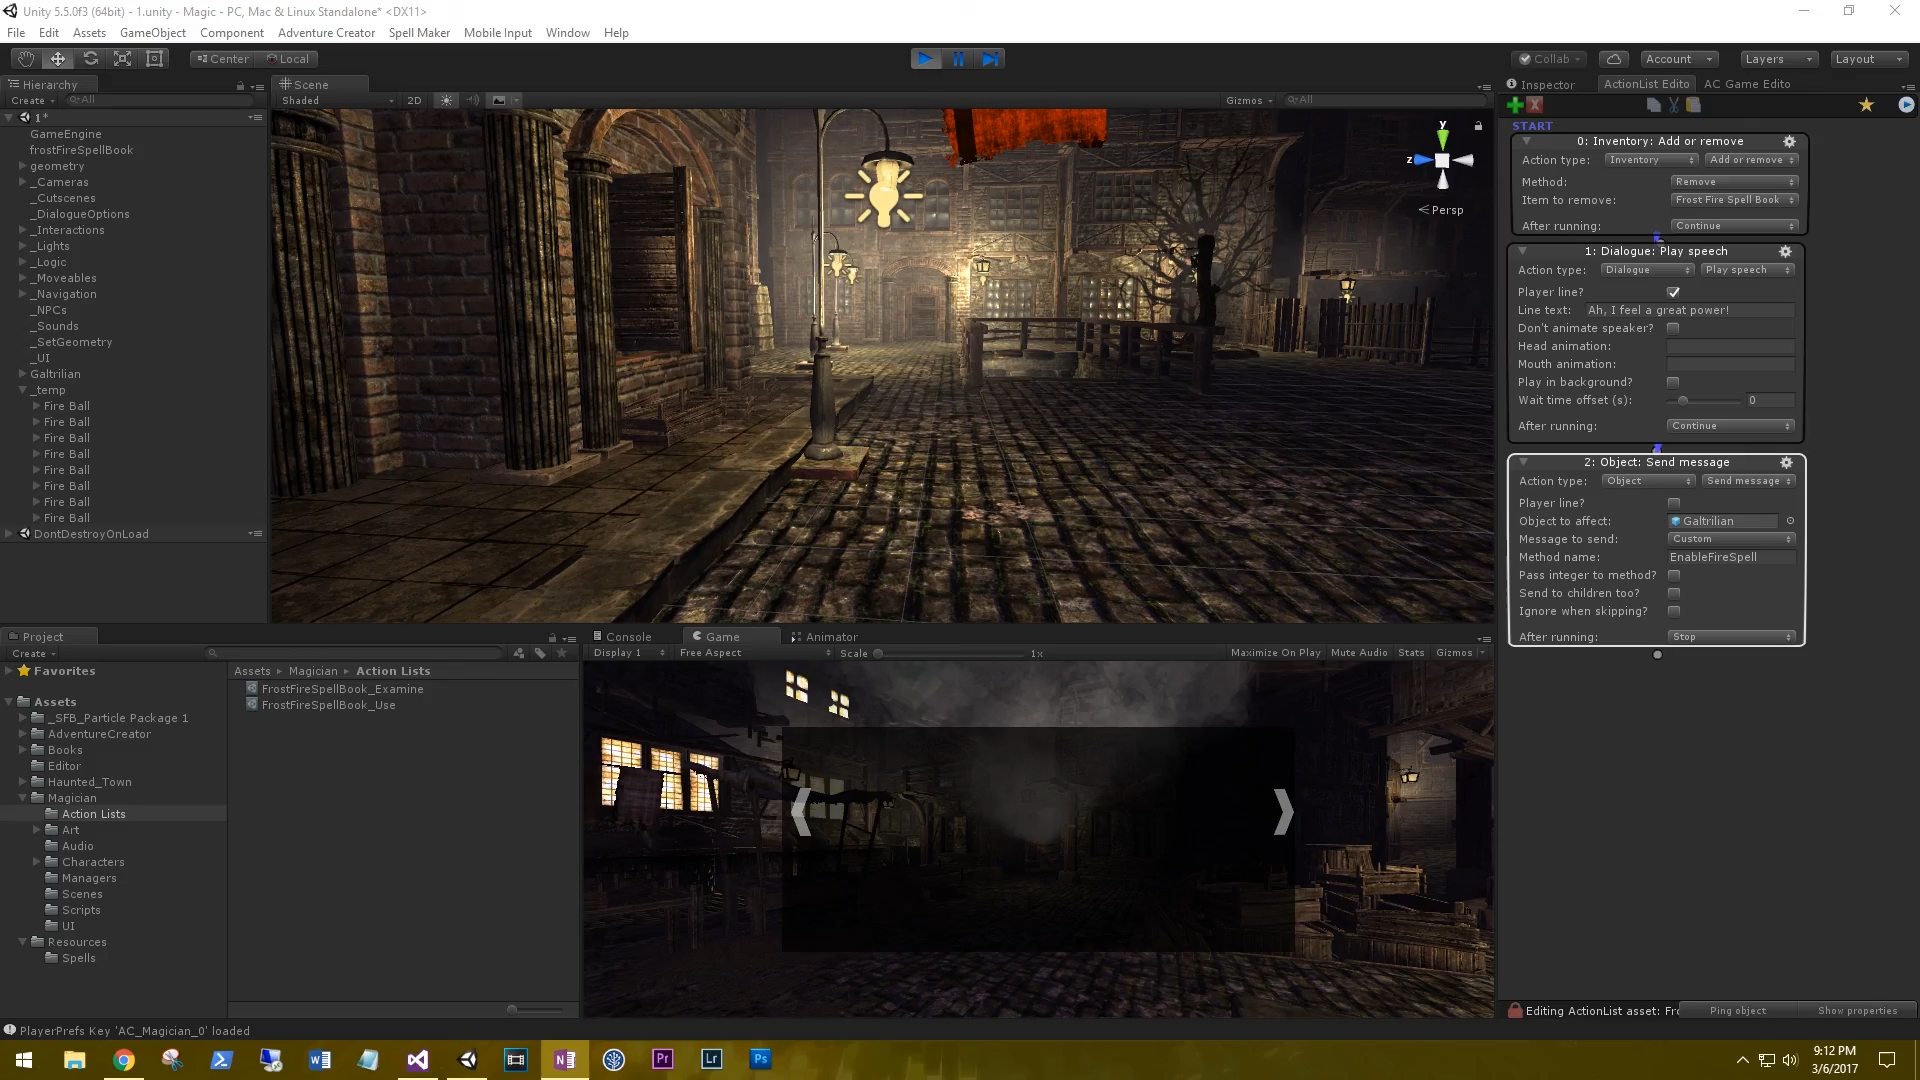 Unity 5.5.0f3 (64bit) - 1.unity - Magic - PC, Mac & Linux Standalone* <DX11>
File Edit Assets GameObject Component Adventure Creator Spell Maker Mobile Input Window Help
Center Local
Collab Account Layers Layout
Hierarchy
Create All
1*
GameEngine
frostFireSpellBook
geometry
_Cameras
_Cutscenes
_DialogueOptions
_Interactions
_Lights
_Logic
_Moveables
_Navigation
_NPCs
_Sounds
_SetGeometry
_UI
Galtrilian
_temp
Fire Ball
Fire Ball
Fire Ball
Fire Ball
Fire Ball
Fire Ball
Fire Ball
Fire Ball
DontDestroyOnLoad
Scene
Shaded 2D Gizmos All
y
z
Persp
Inspector ActionList Edito AC Game Edito
START
0: Inventory: Add or remove
Action type: Inventory Add or remove
Method: Remove
Item to remove: Frost Fire Spell Book
After running: Continue
1: Dialogue: Play speech
Action type: Dialogue Play speech
Player line?
Line text: Ah, I feel a great power!
Don't animate speaker?
Head animation:
Mouth animation:
Play in background?
Wait time offset (s): 0
After running: Continue
2: Object: Send message
Action type: Object Send message
Player line?
Object to affect: Galtrilian
Message to send: Custom
Method name: EnableFireSpell
Pass integer to method?
Send to children too?
Ignore when skipping?
After running: Stop
Editing ActionList asset: Fro Ping object Show properties
Project
Create
Favorites
Assets
_SFB_Particle Package 1
AdventureCreator
Books
Editor
Haunted_Town
Magician
Action Lists
Art
Audio
Characters
Managers
Scenes
Scripts
UI
Resources
Spells
Assets Magician Action Lists
FrostFireSpellBook_Examine
FrostFireSpellBook_Use
Console Game Animator
Display 1 Free Aspect Scale 1x Maximize On Play Mute Audio Stats Gizmos
PlayerPrefs Key 'AC_Magician_0' loaded
Pr Lr Ps
9:12 PM
3/6/2017